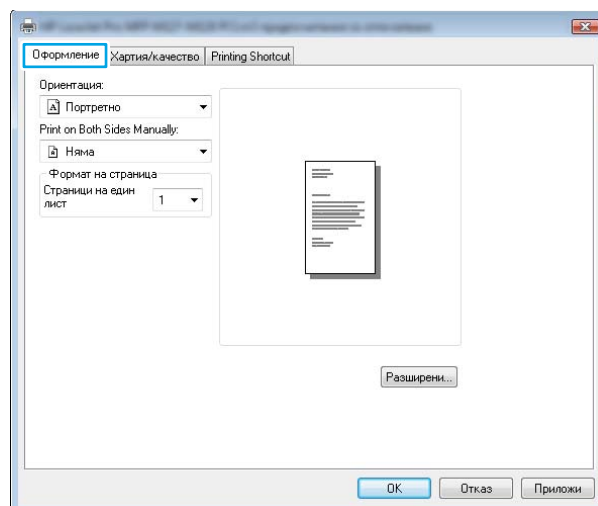 Оформление Хартия/качество Printing Shortcut
Ориентация:
Портретно
Print on Both Sides Manually:
Няма
Формат на страница
Страници на един
лист
1
Разширени...
OK Отказ Приложи